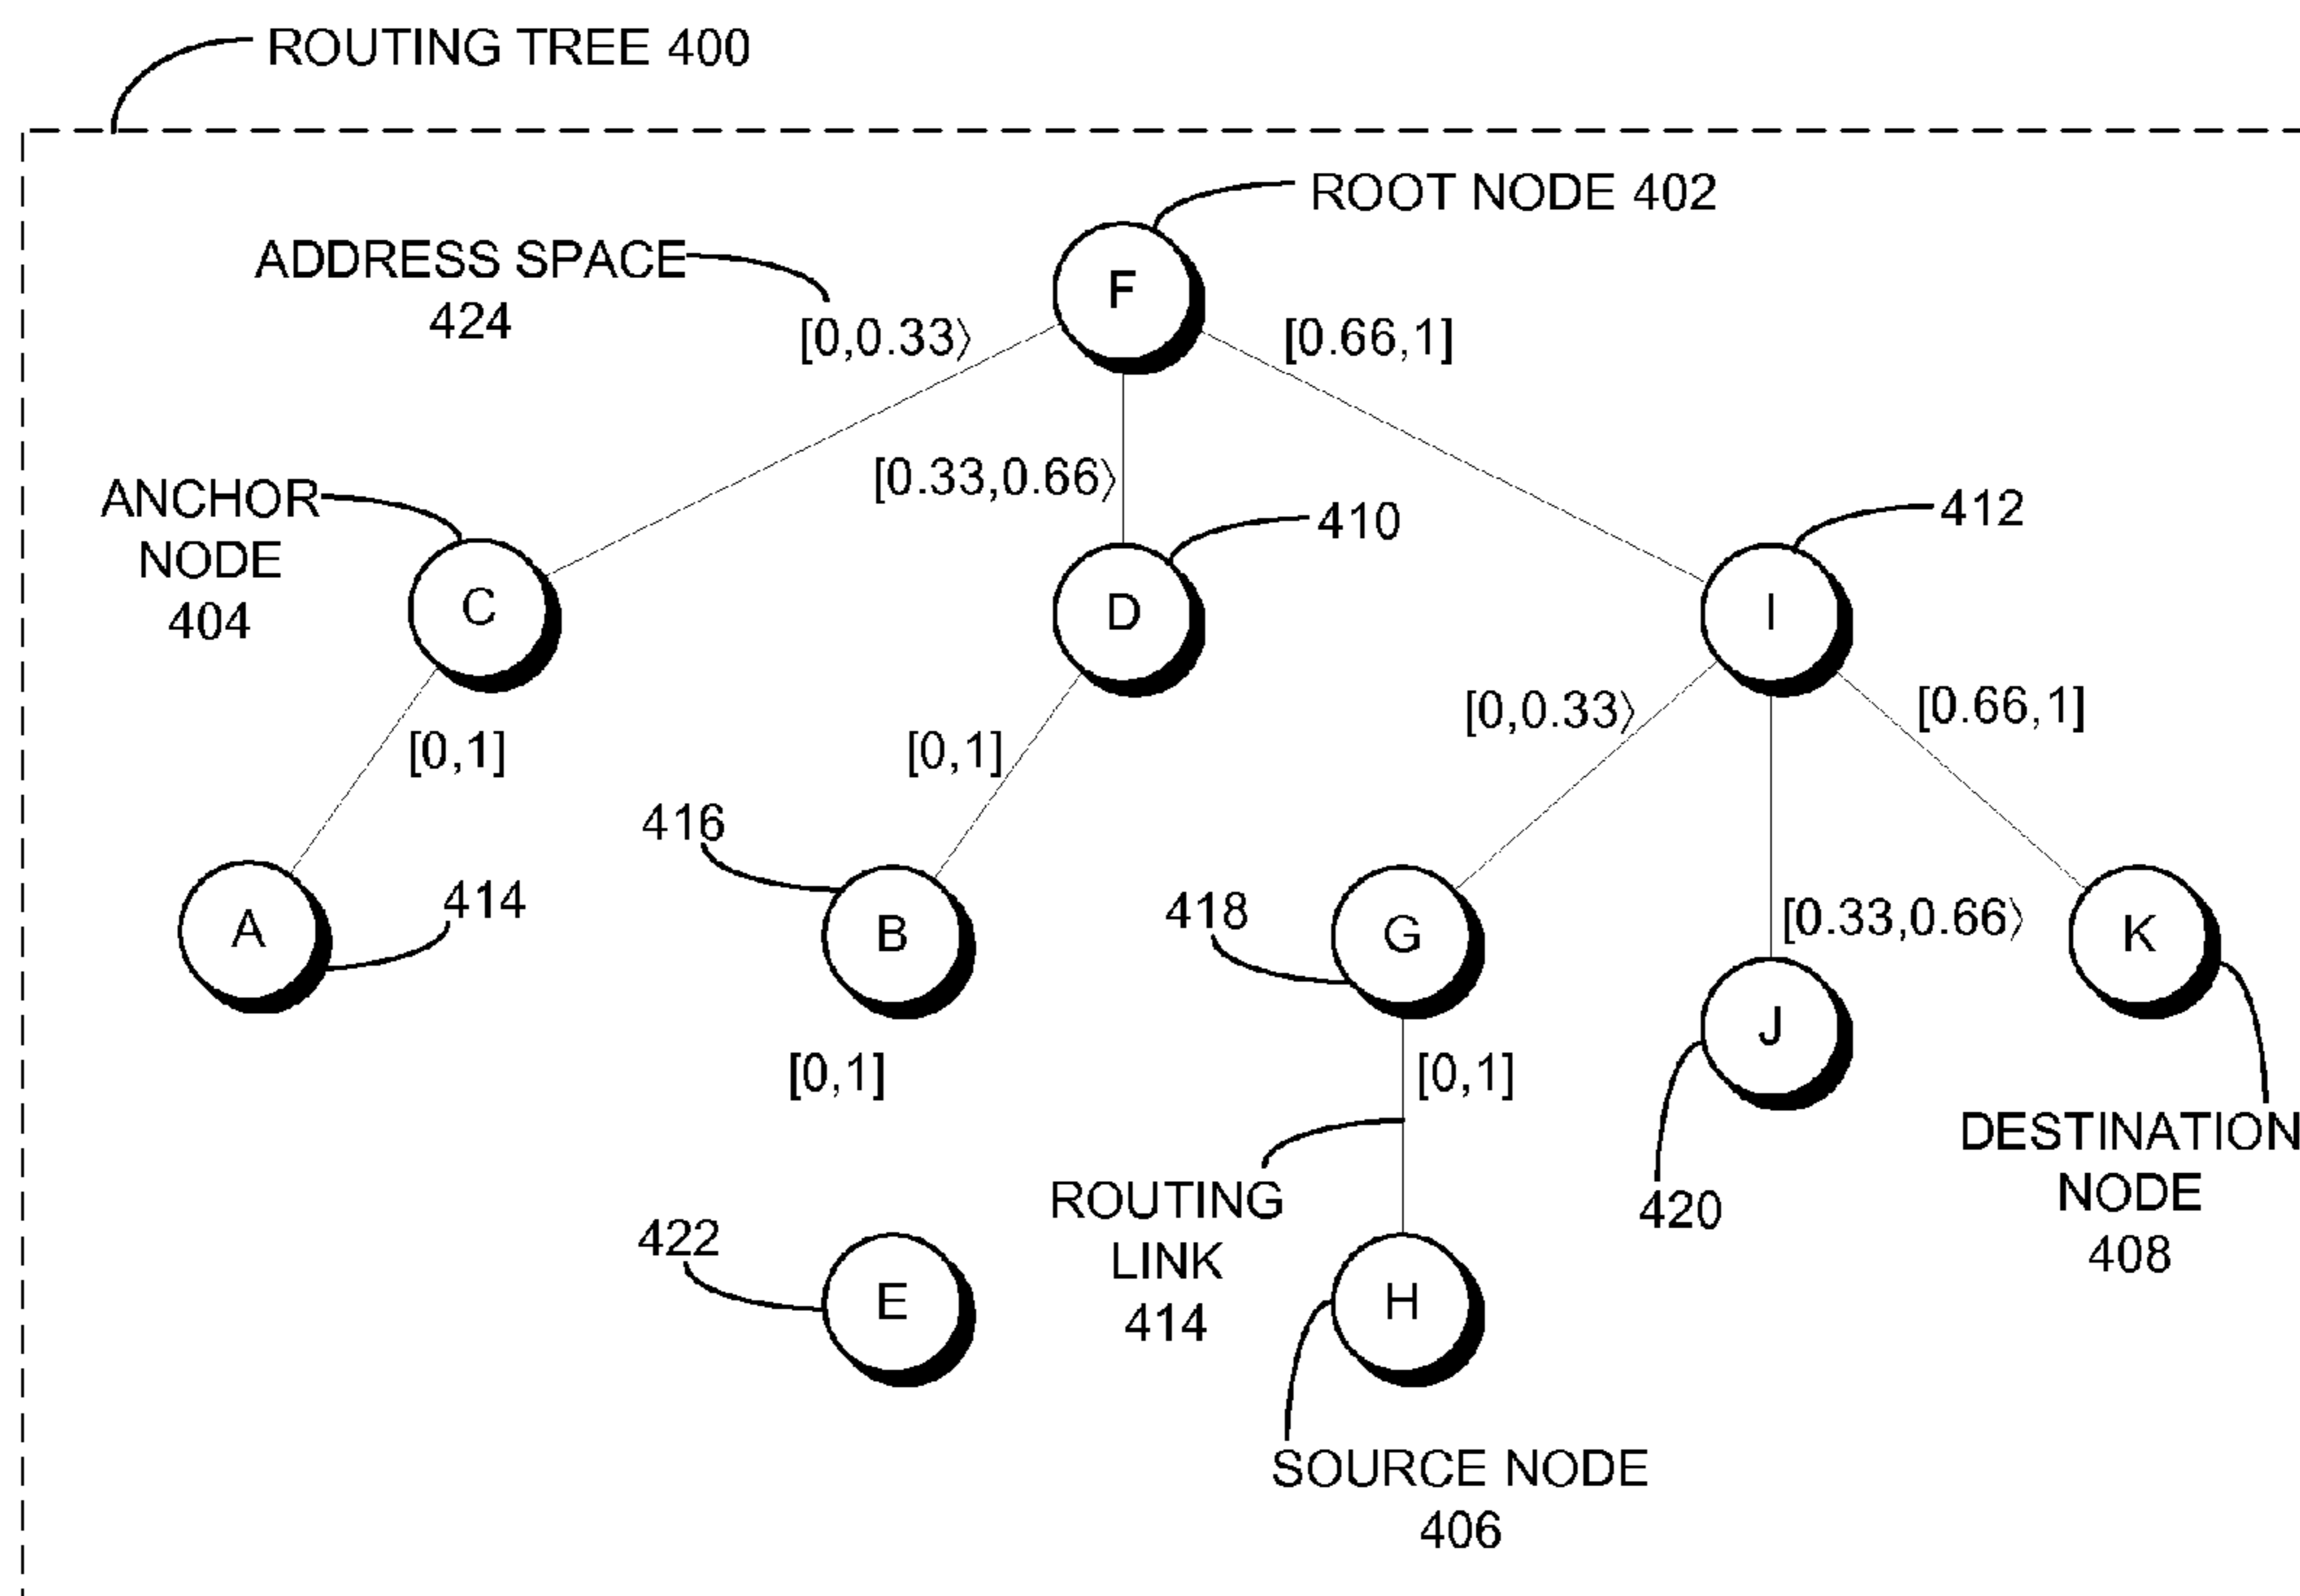 ROUTING TREE 400
ROOT NODE 402
ADDRESS SPACE
424
F
[0,0.33⟩
[0.66,1]
[0.33,0.66⟩
ANCHOR
NODE
404
410
412
C
D
I
[0,1]
[0,1]
[0,0.33⟩
[0.66,1]
416
414
418
[0.33,0.66⟩
A
B
G
K
J
[0,1]
[0,1]
DESTINATION
NODE
408
ROUTING
LINK
414
420
422
E
H
SOURCE NODE
406